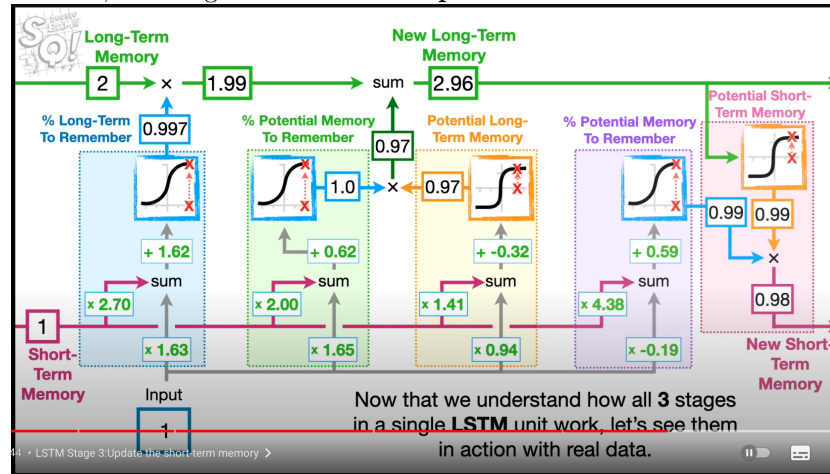 Long-Term
Memory
New Long-Term
Memory
2
×
1.99
sum
2.96
% Long-Term
To Remember
0.997
% Potential Memory
To Remember
0.97
Potential Long-
Term Memory
% Potential Memory
To Remember
Potential Short-
Term Memory
X
X
1.0
×
0.97
X
X
X
X
X
X
0.99
0.99
×
+ 1.62
+ 0.62
+ -0.32
+ 0.59
sum
sum
sum
sum
× 2.70
× 2.00
× 1.41
× 4.38
0.98
1
Short-
Term
Memory
× 1.63
× 1.65
× 0.94
× -0.19
New Short-
Term
Memory
Input
1
Now that we understand how all 3 stages
in a single LSTM unit work, let's see them
in action with real data.
44 • LSTM Stage 3:Update the short-term memory >